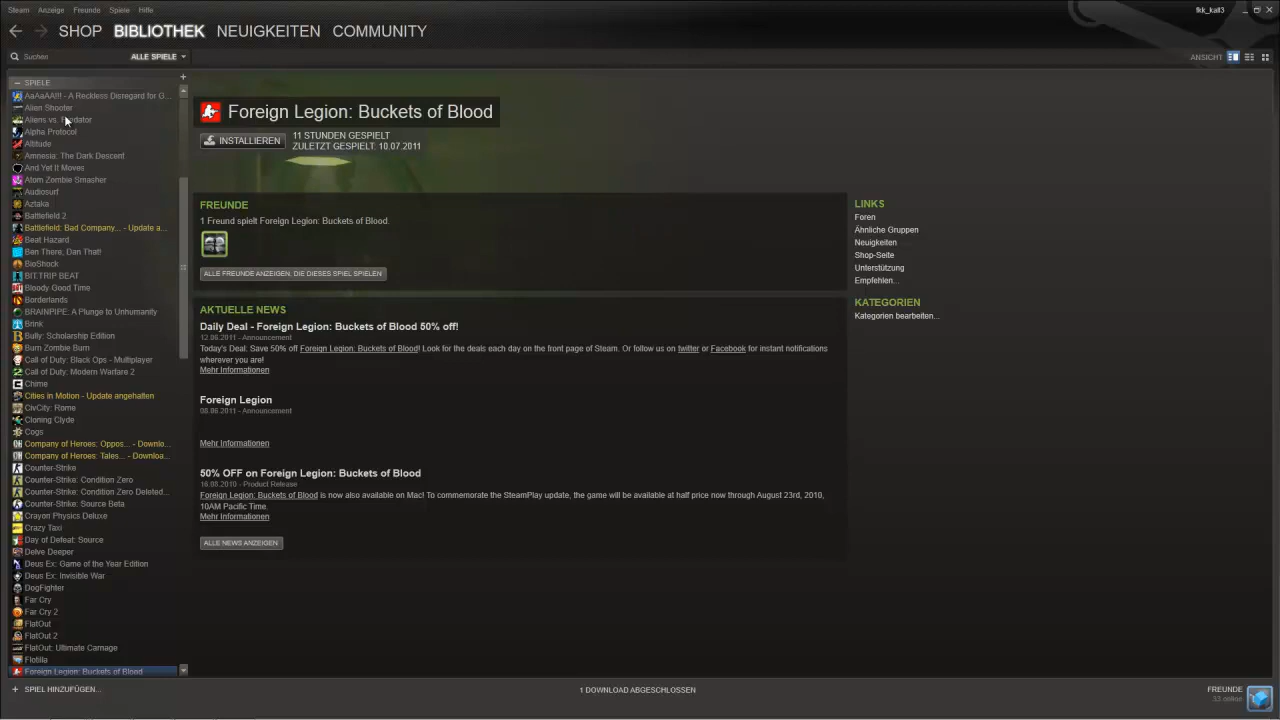 Steam Anzeige Freunde Spiele Hilfe
fkk_kall3
SHOP BIBLIOTHEK NEUIGKEITEN COMMUNITY
Suchen
ALLE SPIELE
ANSICHT
SPIELE
AaAaAA!!! - A Reckless Disregard for G...
Alien Shooter
Aliens vs. Predator
Alpha Protocol
Altitude
Amnesia: The Dark Descent
And Yet It Moves
Atom Zombie Smasher
Audiosurf
Aztaka
Battlefield 2
Battlefield: Bad Company... - Update a...
Beat Hazard
Ben There, Dan That!
BioShock
BIT.TRIP BEAT
Bloody Good Time
Borderlands
BRAINPIPE: A Plunge to Unhumanity
Brink
Bully: Scholarship Edition
Burn Zombie Burn
Call of Duty: Black Ops - Multiplayer
Call of Duty: Modern Warfare 2
Chime
Cities in Motion - Update angehalten
CivCity: Rome
Cloning Clyde
Cogs
Company of Heroes: Oppos... - Downlo...
Company of Heroes: Tales... - Downloa...
Counter-Strike
Counter-Strike: Condition Zero
Counter-Strike: Condition Zero Deleted...
Counter-Strike: Source Beta
Crayon Physics Deluxe
Crazy Taxi
Day of Defeat: Source
Delve Deeper
Deus Ex: Game of the Year Edition
Deus Ex: Invisible War
DogFighter
Far Cry
Far Cry 2
FlatOut
FlatOut 2
FlatOut: Ultimate Carnage
Flotilla
Foreign Legion: Buckets of Blood
Foreign Legion: Buckets of Blood
INSTALLIEREN
11 STUNDEN GESPIELT
ZULETZT GESPIELT: 10.07.2011
FREUNDE
1 Freund spielt Foreign Legion: Buckets of Blood.
ALLE FREUNDE ANZEIGEN, DIE DIESES SPIEL SPIELEN
AKTUELLE NEWS
Daily Deal - Foreign Legion: Buckets of Blood 50% off!
12.06.2011 - Announcement
Today's Deal: Save 50% off Foreign Legion: Buckets of Blood! Look for the deals each day on the front page of Steam. Or follow us on twitter or Facebook for instant notifications
wherever you are!
Mehr Informationen
Foreign Legion
08.06.2011 - Announcement
Mehr Informationen
50% OFF on Foreign Legion: Buckets of Blood
16.08.2010 - Product Release
Foreign Legion: Buckets of Blood is now also available on Mac! To commemorate the SteamPlay update, the game will be available at half price now through August 23rd, 2010,
10AM Pacific Time.
Mehr Informationen
ALLE NEWS ANZEIGEN
LINKS
Foren
Ähnliche Gruppen
Neuigkeiten
Shop-Seite
Unterstützung
Empfehlen...
KATEGORIEN
Kategorien bearbeiten...
+ SPIEL HINZUFÜGEN...
1 DOWNLOAD ABGESCHLOSSEN
FREUNDE
33 online